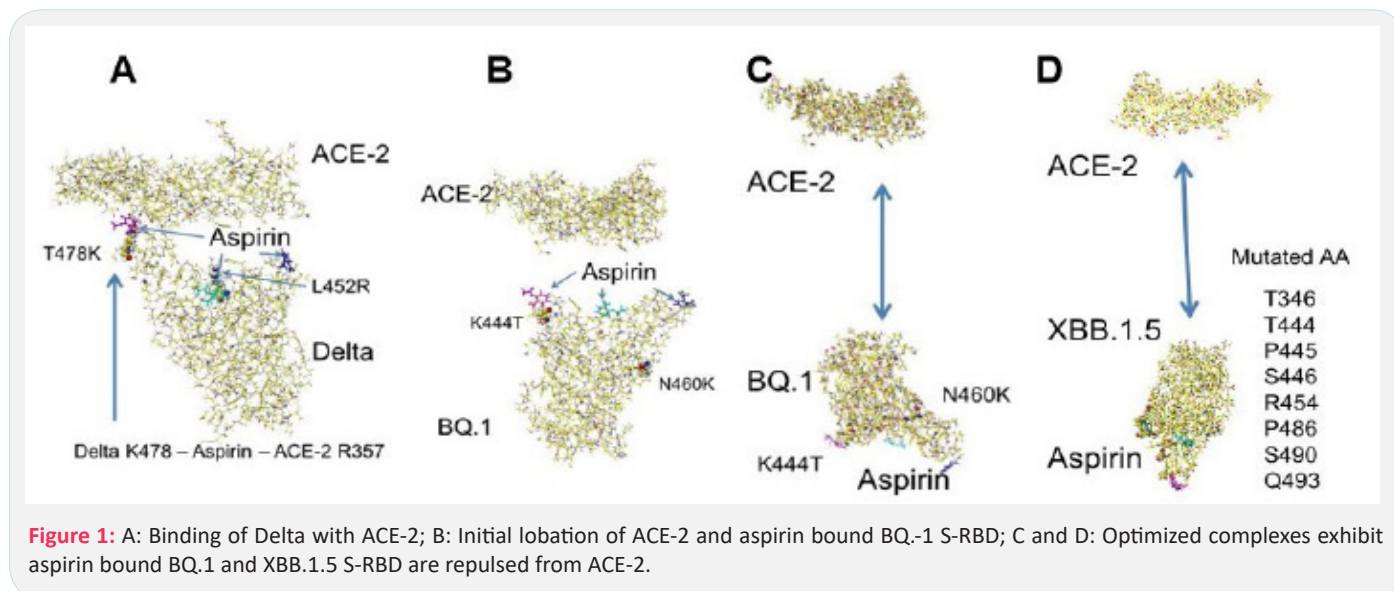 A
ACE-2
Aspirin
T478K
L452R
Delta
Delta K478 – Aspirin – ACE-2 R357
B
ACE-2
Aspirin
K444T
N460K
BQ.1
C
ACE-2
BQ.1
N460K
K444T
Aspirin
D
ACE-2
Mutated AA
XBB.1.5
T346
T444
P445
S446
R454
P486
S490
Q493
Aspirin
Figure 1: A: Binding of Delta with ACE-2; B: Initial lobation of ACE-2 and aspirin bound BQ.-1 S-RBD; C and D: Optimized complexes exhibit
aspirin bound BQ.1 and XBB.1.5 S-RBD are repulsed from ACE-2.